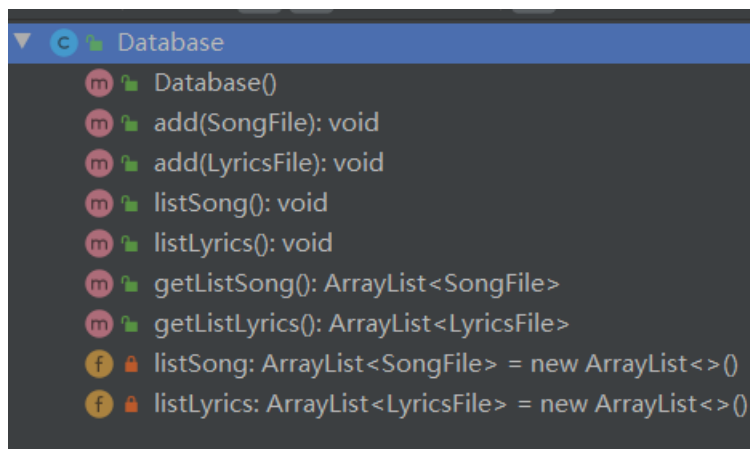 Database
Database()
add(SongFile): void
add(LyricsFile): void
listSong(): void
listLyrics(): void
getListSong(): ArrayList<SongFile>
getListLyrics(): ArrayList<LyricsFile>
listSong: ArrayList<SongFile> = new ArrayList<>()
listLyrics: ArrayList<LyricsFile> = new ArrayList<>()